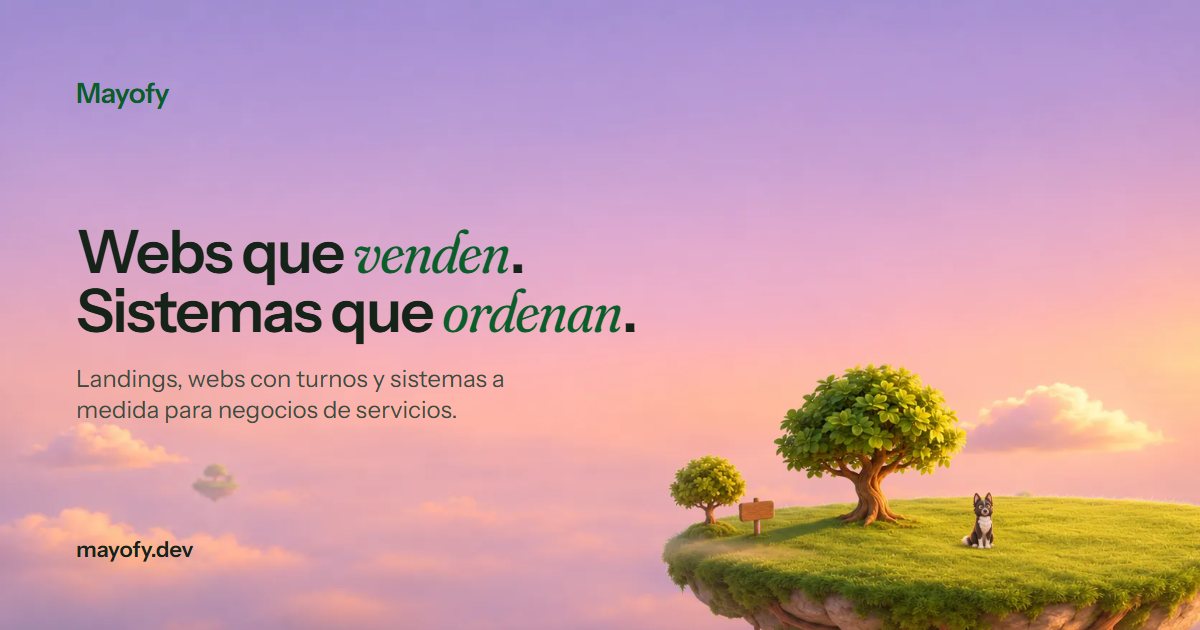 Mayofy
Webs que venden.
Sistemas que ordenan.
Landings, webs con turnos y sistemas a
medida para negocios de servicios.
mayofy.dev